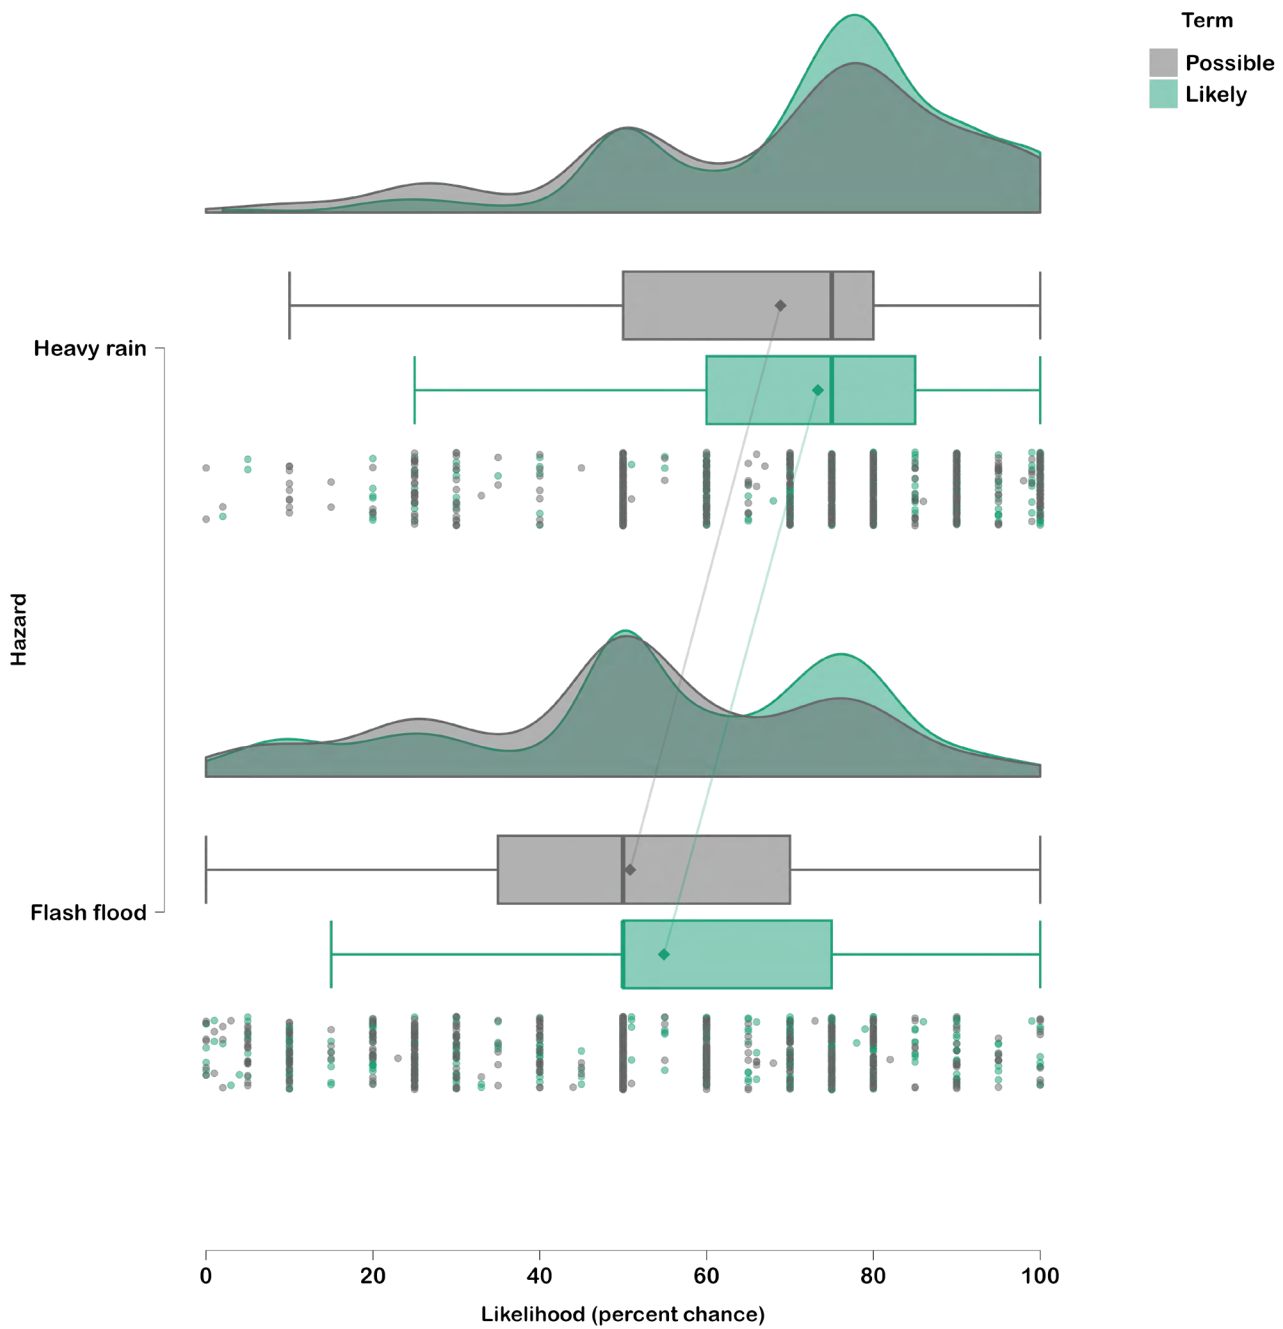 Term
Possible
Likely
Heavy rain
Hazard
Flash flood
0 20 40 60 80 100
Likelihood (percent chance)